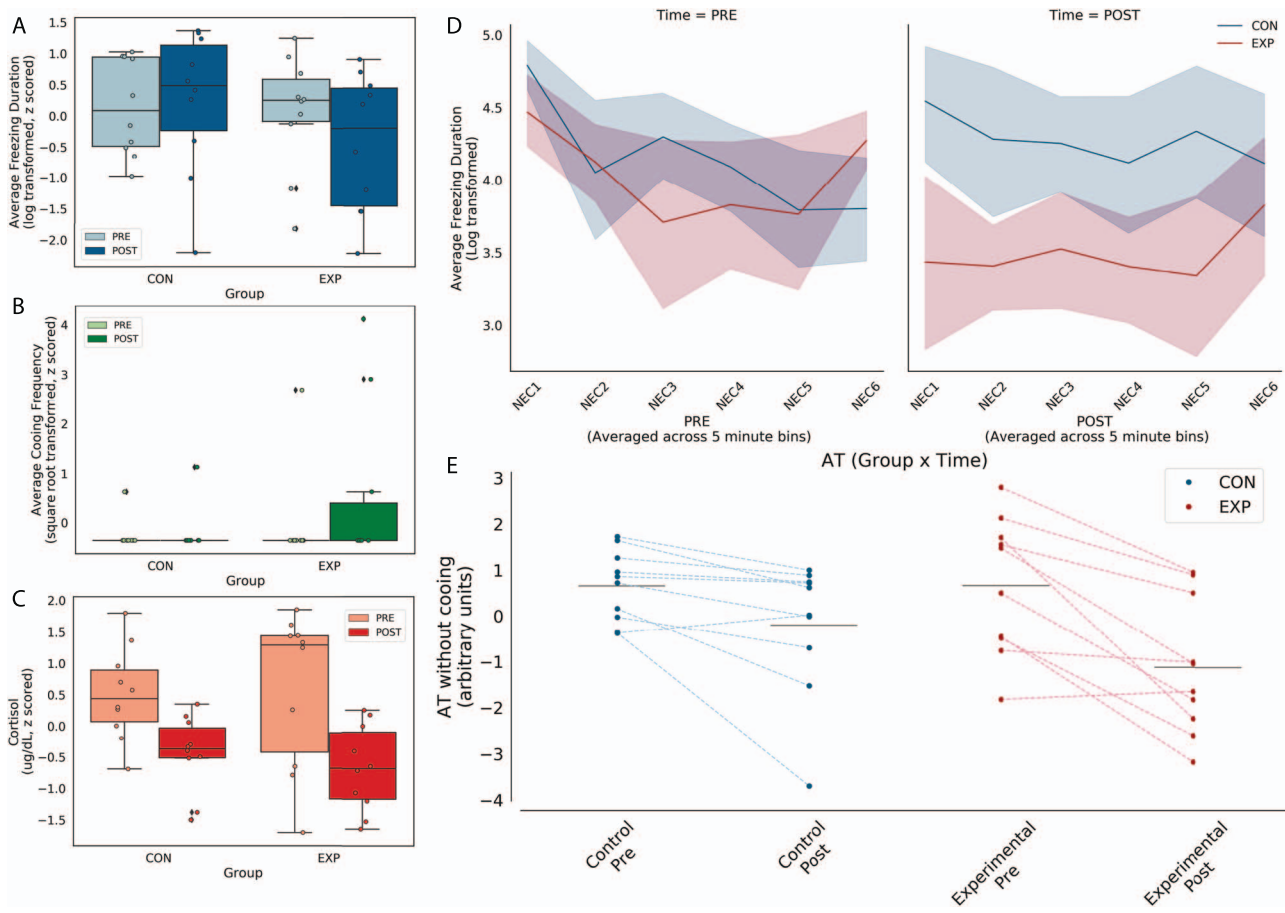 A
Average Freezing Duration
(log transformed, z scored)
1.5
1.0
0.5
0.0
−0.5
−1.0
−1.5
−2.0
PRE
POST
CON
EXP
Group
B
Average Cooing Frequency
(square root transformed, z scored)
4
3
2
1
0
PRE
POST
CON
EXP
Group
C
Cortisol
(ug/dL, z scored)
2.0
1.5
1.0
0.5
0.0
−0.5
−1.0
−1.5
PRE
POST
CON
EXP
Group
D
Time = PRE
Time = POST
CON
EXP
Average Freezing Duration
(Log transformed)
5.0
4.5
4.0
3.5
3.0
NEC1
NEC2
NEC3
NEC4
NEC5
NEC6
PRE
(Averaged across 5 minute bins)
NEC1
NEC2
NEC3
NEC4
NEC5
NEC6
POST
(Averaged across 5 minute bins)
E
AT (Group x Time)
CON
EXP
AT without cooing
(arbitrary units)
3
2
1
0
−1
−2
−3
−4
Control
Pre
Control
Post
Experimental
Pre
Experimental
Post